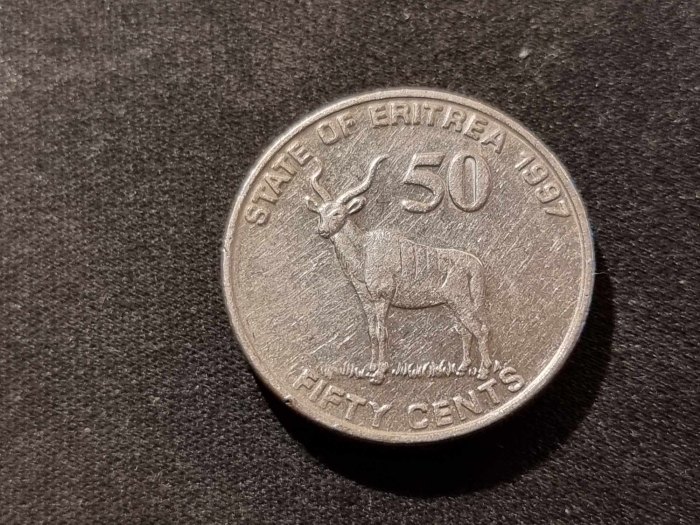 STATE OF ERITREA 1997
50
FIFTY CENTS